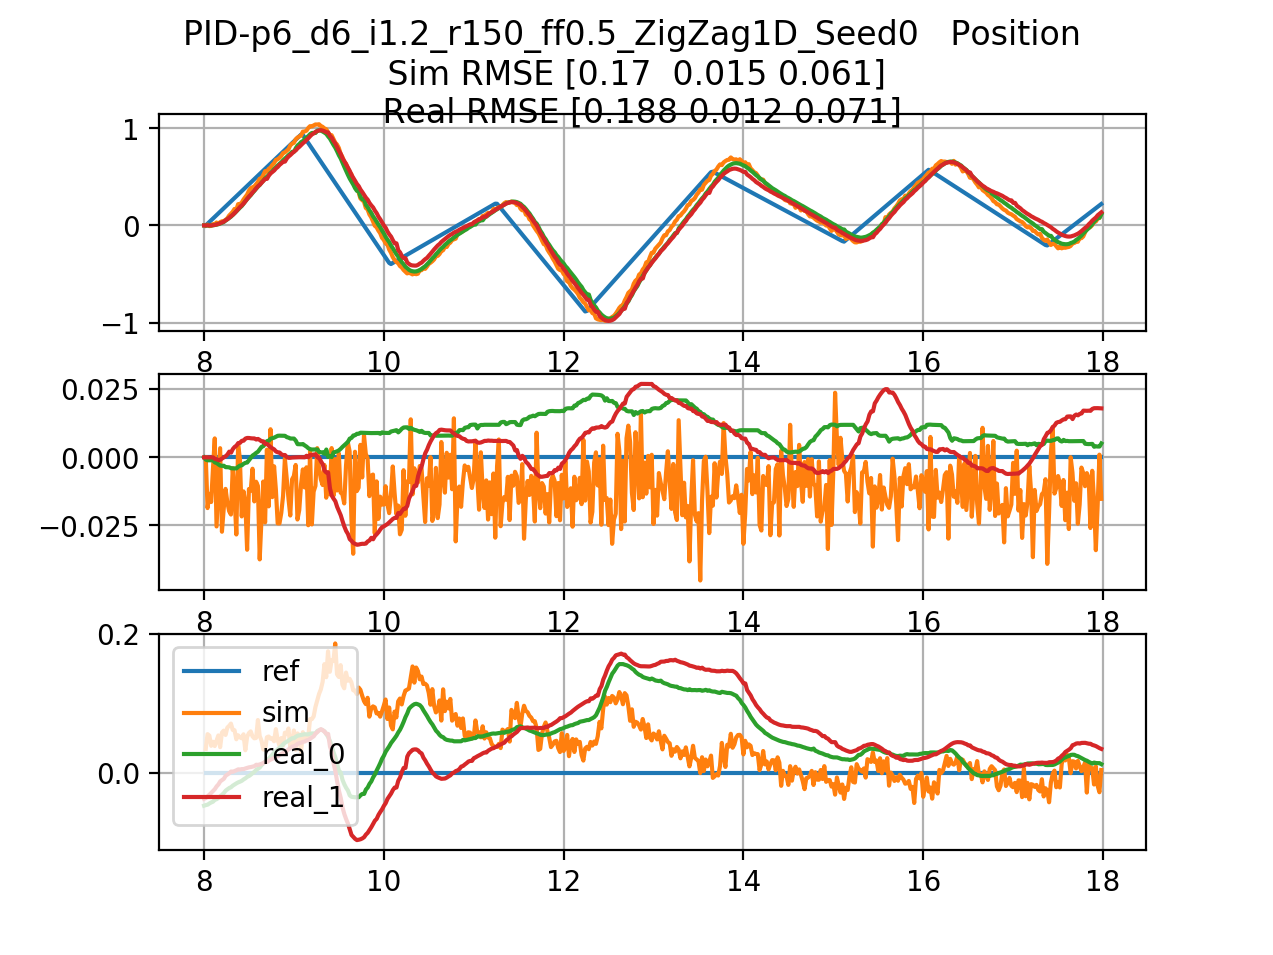 PID-p6_d6_i1.2_r150_ff0.5_ZigZag1D_Seed0   Position
Sim RMSE [0.17  0.015 0.061]
Real RMSE [0.188 0.012 0.071]
1
0
−1
8 10 12 14 16 18
0.025
0.000
−0.025
8 10 12 14 16 18
0.2
0.0
ref
sim
real_0
real_1
8 10 12 14 16 18